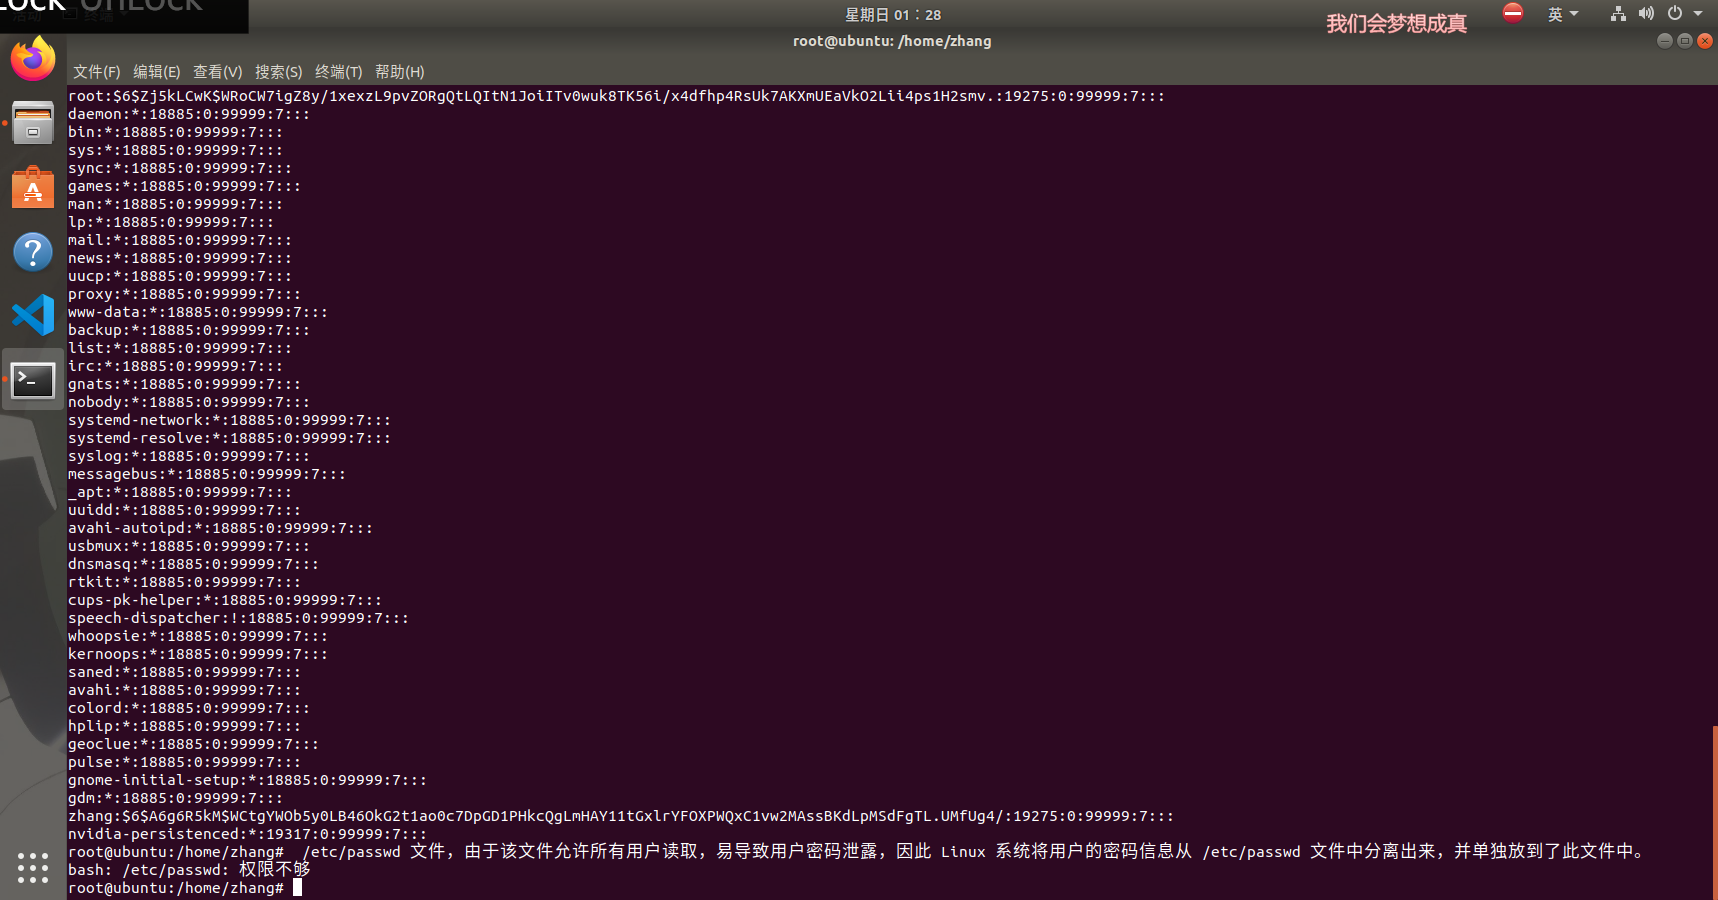 LOCK UnLOCK
活动 终端
星期日 01：28
我们会梦想成真
英
root@ubuntu: /home/zhang
文件(F) 编辑(E) 查看(V) 搜索(S) 终端(T) 帮助(H)
root:$6$Zj5kLCwK$WRoCW7igZ8y/1xexzL9pvZORgQtLQItN1JoiITv0wuk8TK56i/x4dfhp4RsUk7AKXmUEaVkO2Lii4ps1H2smv.:19275:0:99999:7:::
daemon:*:18885:0:99999:7:::
bin:*:18885:0:99999:7:::
sys:*:18885:0:99999:7:::
sync:*:18885:0:99999:7:::
games:*:18885:0:99999:7:::
man:*:18885:0:99999:7:::
lp:*:18885:0:99999:7:::
mail:*:18885:0:99999:7:::
news:*:18885:0:99999:7:::
uucp:*:18885:0:99999:7:::
proxy:*:18885:0:99999:7:::
www-data:*:18885:0:99999:7:::
backup:*:18885:0:99999:7:::
list:*:18885:0:99999:7:::
irc:*:18885:0:99999:7:::
gnats:*:18885:0:99999:7:::
nobody:*:18885:0:99999:7:::
systemd-network:*:18885:0:99999:7:::
systemd-resolve:*:18885:0:99999:7:::
syslog:*:18885:0:99999:7:::
messagebus:*:18885:0:99999:7:::
_apt:*:18885:0:99999:7:::
uuidd:*:18885:0:99999:7:::
avahi-autoipd:*:18885:0:99999:7:::
usbmux:*:18885:0:99999:7:::
dnsmasq:*:18885:0:99999:7:::
rtkit:*:18885:0:99999:7:::
cups-pk-helper:*:18885:0:99999:7:::
speech-dispatcher:!:18885:0:99999:7:::
whoopsie:*:18885:0:99999:7:::
kernoops:*:18885:0:99999:7:::
saned:*:18885:0:99999:7:::
avahi:*:18885:0:99999:7:::
colord:*:18885:0:99999:7:::
hplip:*:18885:0:99999:7:::
geoclue:*:18885:0:99999:7:::
pulse:*:18885:0:99999:7:::
gnome-initial-setup:*:18885:0:99999:7:::
gdm:*:18885:0:99999:7:::
zhang:$6$A6g6R5kM$WCtgYWOb5y0LB46OkG2t1ao0c7DpGD1PHkcQgLmHAY11tGxlrYFOXPWQxC1vw2MAssBKdLpMSdFgTL.UMfUg4/:19275:0:99999:7:::
nvidia-persistenced:*:19317:0:99999:7:::
root@ubuntu:/home/zhang#  /etc/passwd 文件，由于该文件允许所有用户读取，易导致用户密码泄露，因此 Linux 系统将用户的密码信息从 /etc/passwd 文件中分离出来，并单独放到了此文件中。
bash: /etc/passwd: 权限不够
root@ubuntu:/home/zhang#